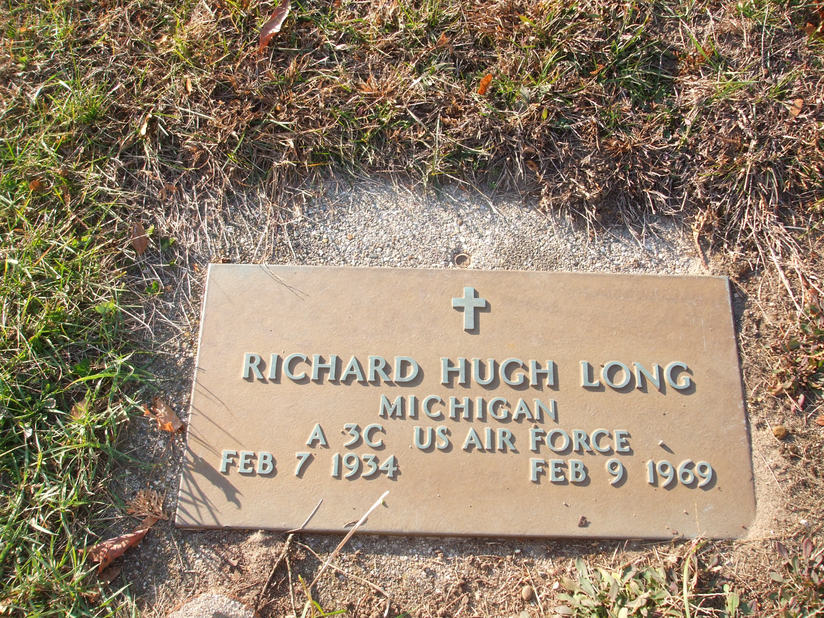 RICHARD HUGH LONG
MICHIGAN
A 3C US AIR FORCE
FEB 7 1934 FEB 9 1969